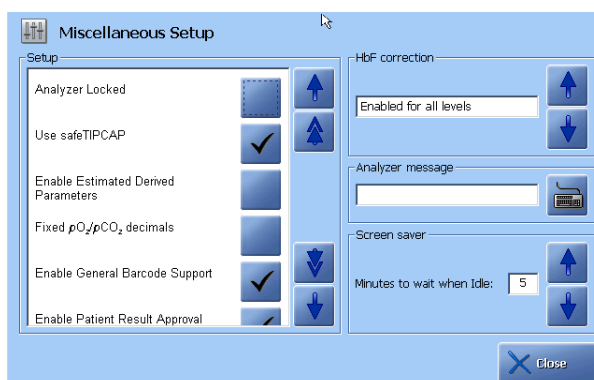 Miscellaneous Setup
Setup
Analyzer Locked
Use safeTIPCAP
Enable Estimated Derived
Parameters
Fixed pO₂/pCO₂ decimals
Enable General Barcode Support
Enable Patient Result Approval
HbF correction
Enabled for all levels
Analyzer message
Screen saver
Minutes to wait when Idle: 5
Close